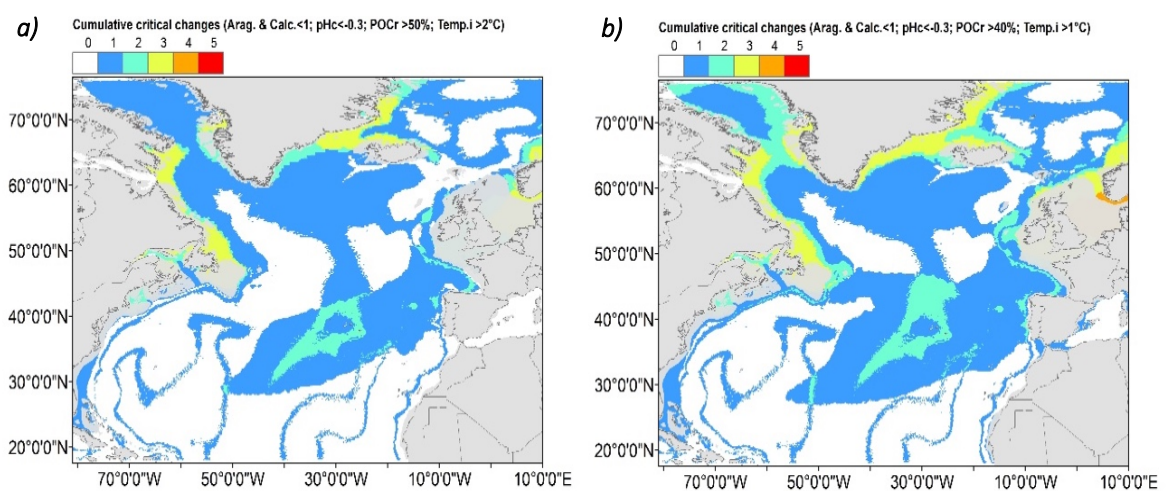 a)
Cumulative critical changes (Arag. & Calc.<1; pHc<-0.3; POCr >50%; Temp.i >2°C)
0 1 2 3 4 5
70°0'0"N
60°0'0"N
50°0'0"N
40°0'0"N
30°0'0"N
20°0'0"N
70°0'0"W 50°0'0"W 30°0'0"W 10°0'0"W 10°0'0"E
b)
Cumulative critical changes (Arag. & Calc.<1; pHc<-0.3; POCr >40%; Temp.i >1°C)
0 1 2 3 4 5
70°0'0"N
60°0'0"N
50°0'0"N
40°0'0"N
30°0'0"N
20°0'0"N
70°0'0"W 50°0'0"W 30°0'0"W 10°0'0"W 10°0'0"E